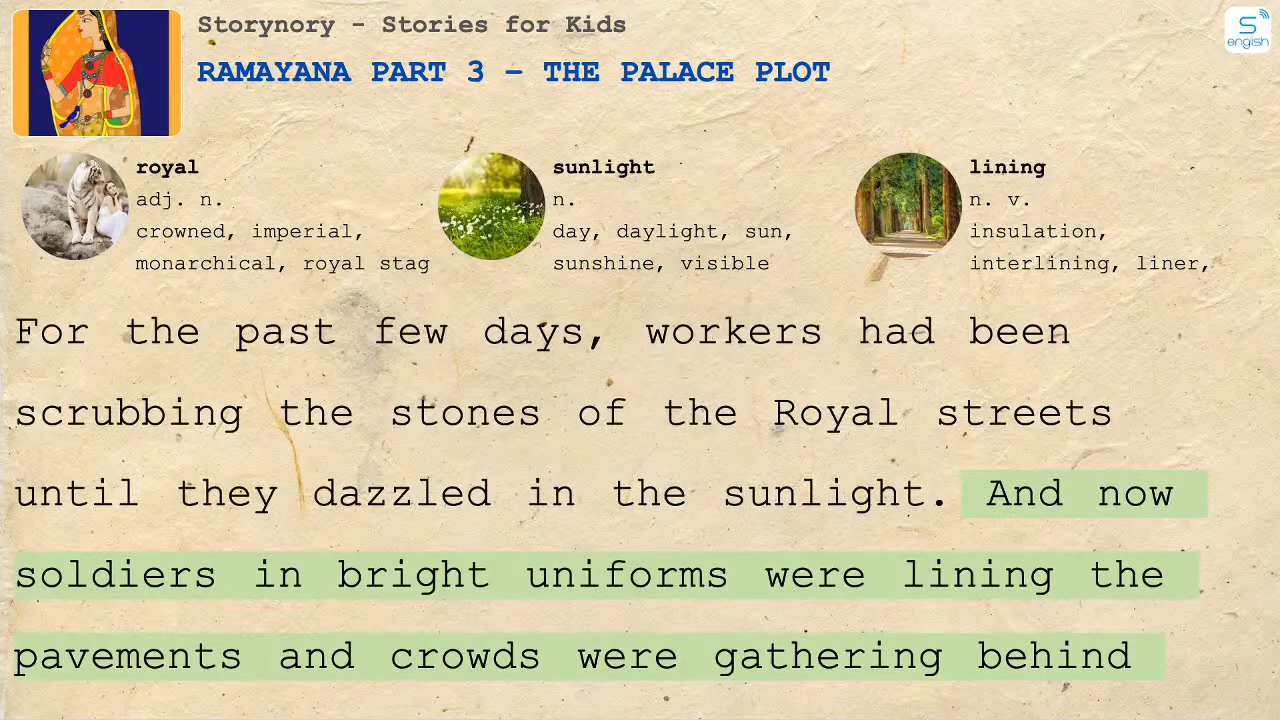 Storynory - Stories for Kids
RAMAYANA PART 3 – THE PALACE PLOT
S
english
royal
adj. n.
crowned, imperial,
monarchical, royal stag
sunlight
n.
day, daylight, sun,
sunshine, visible
lining
n. v.
insulation,
interlining, liner,
For the past few days, workers had been
scrubbing the stones of the Royal streets
until they dazzled in the sunlight. And now
soldiers in bright uniforms were lining the
pavements and crowds were gathering behind